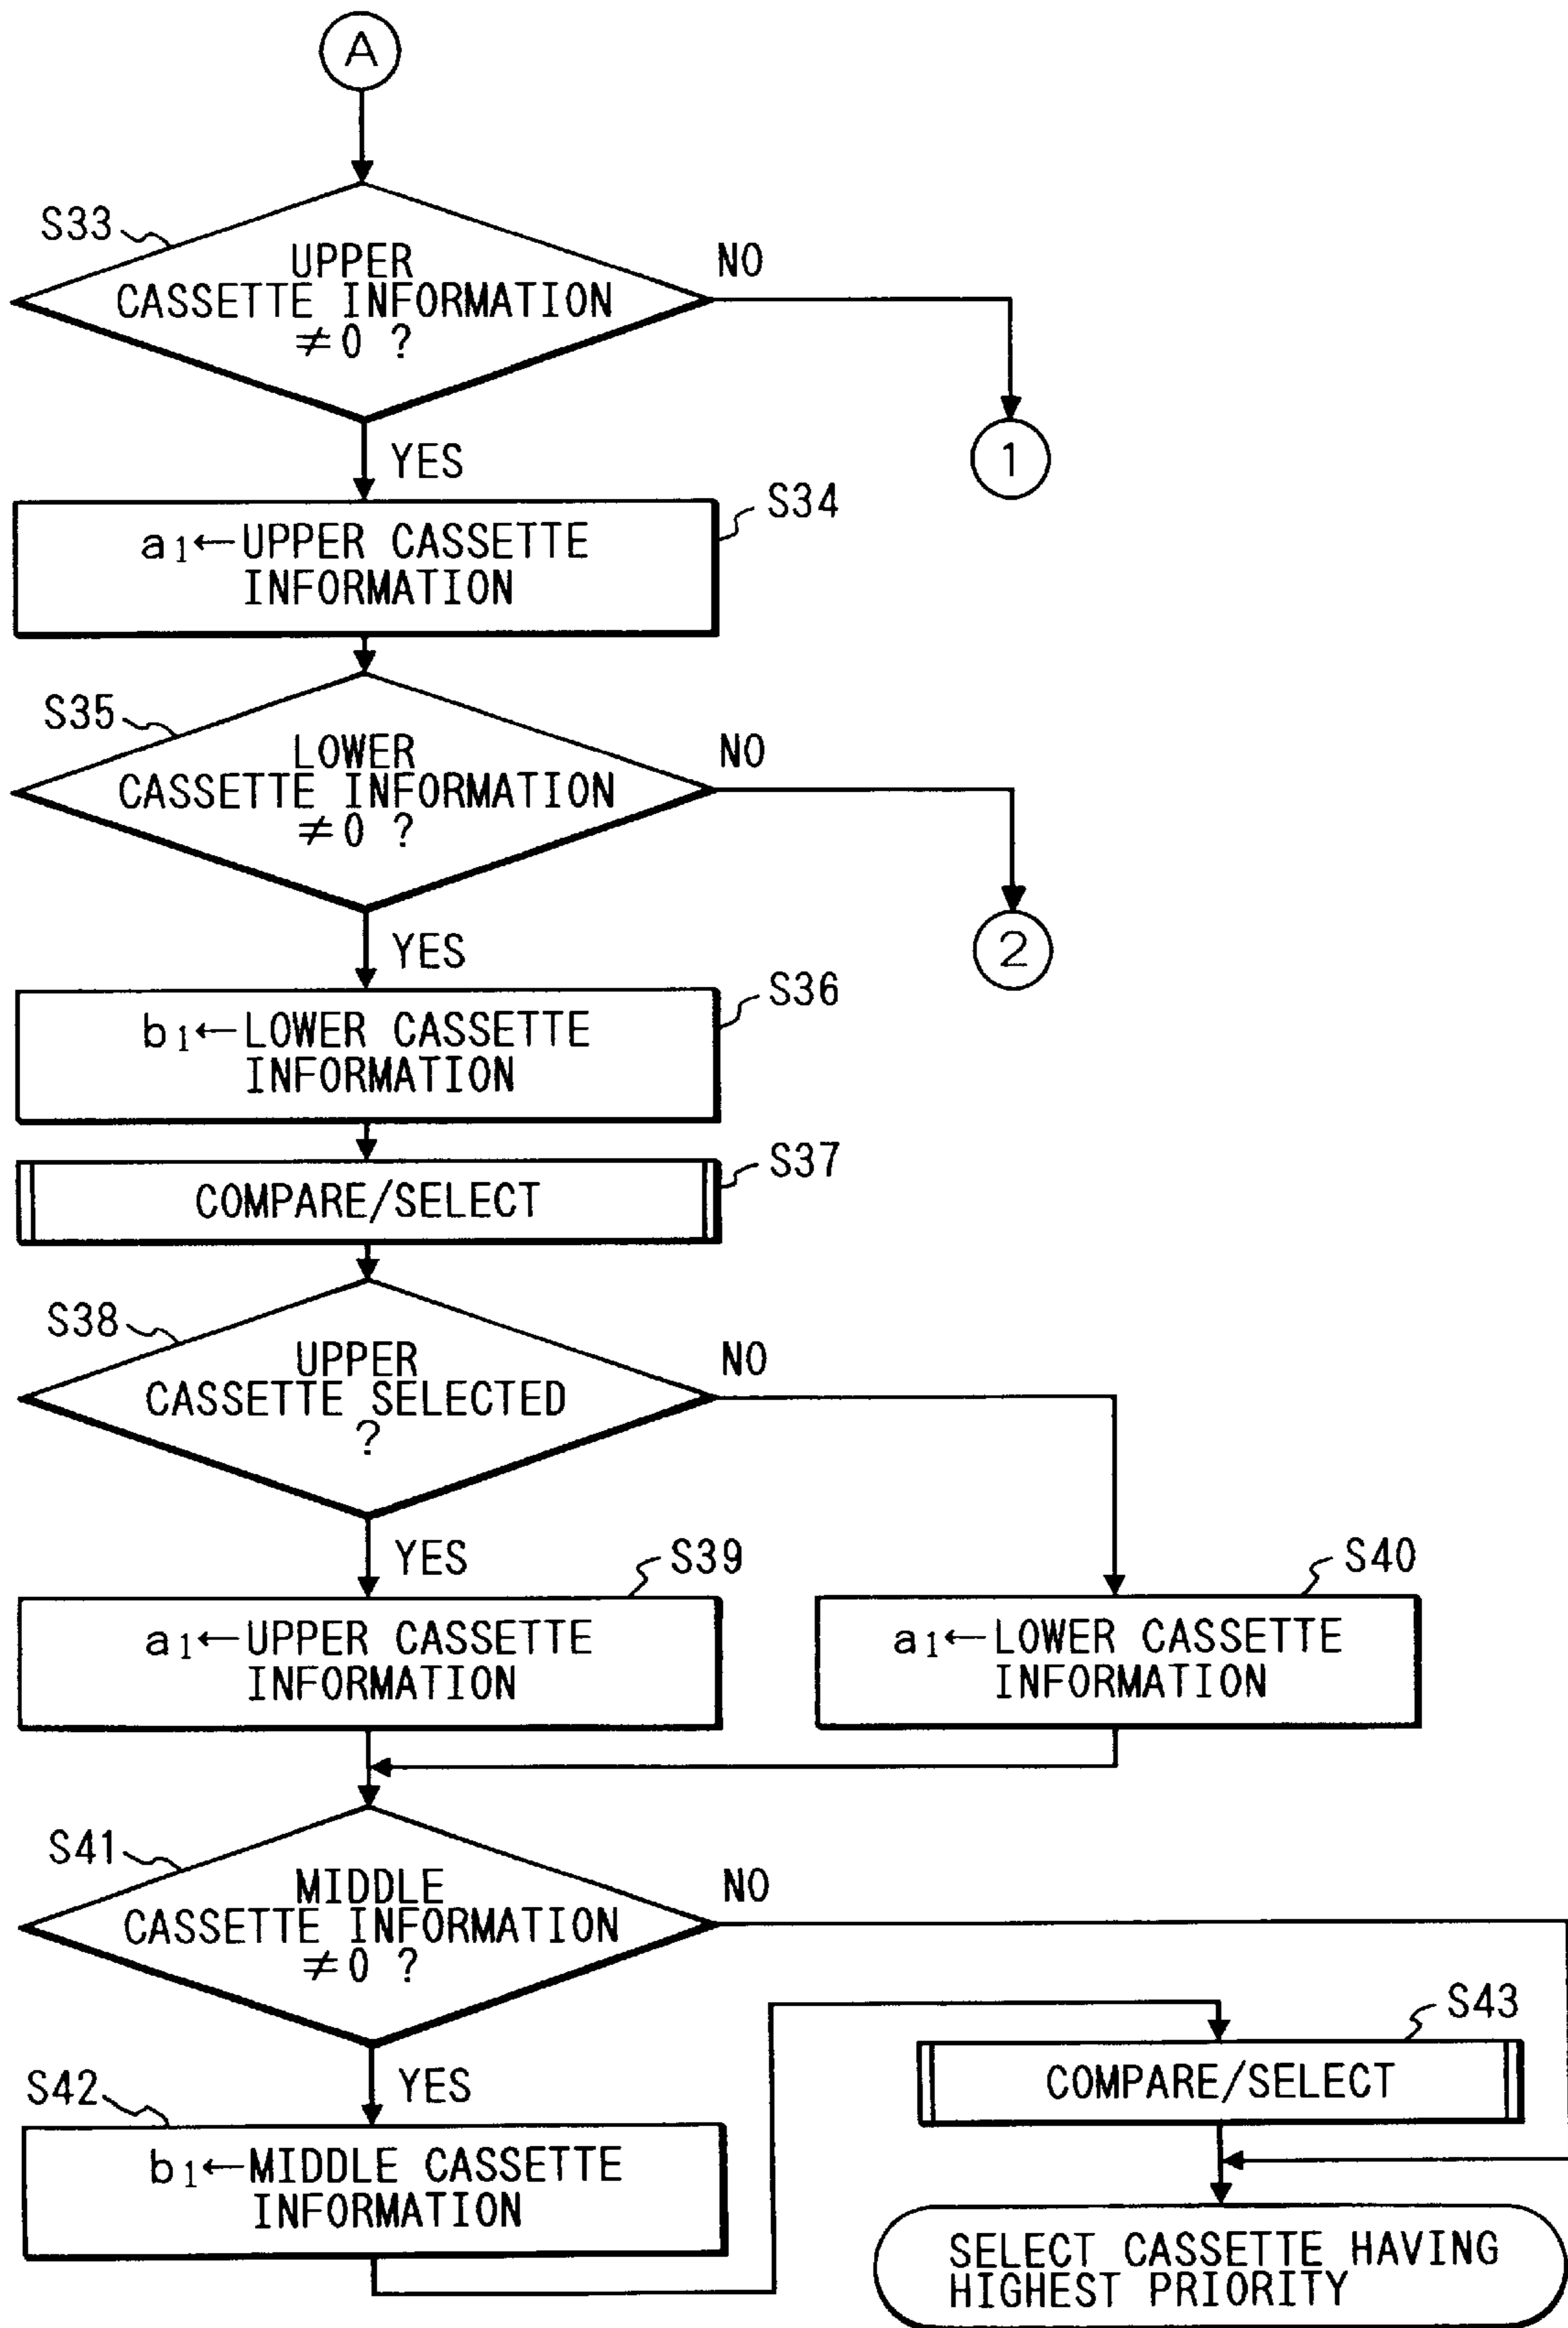 A
S33
UPPER
CASSETTE INFORMATION
≠0 ?
NO
1
YES
S34
a1←UPPER CASSETTE
INFORMATION
S35
LOWER
CASSETTE INFORMATION
≠0 ?
NO
2
YES
S36
b1←LOWER CASSETTE
INFORMATION
S37
COMPARE/SELECT
S38
UPPER
CASSETTE SELECTED
?
NO
YES
S39
a1←UPPER CASSETTE
INFORMATION
S40
a1←LOWER CASSETTE
INFORMATION
S41
MIDDLE
CASSETTE INFORMATION
≠0 ?
NO
YES
S42
b1←MIDDLE CASSETTE
INFORMATION
S43
COMPARE/SELECT
SELECT CASSETTE HAVING
HIGHEST PRIORITY